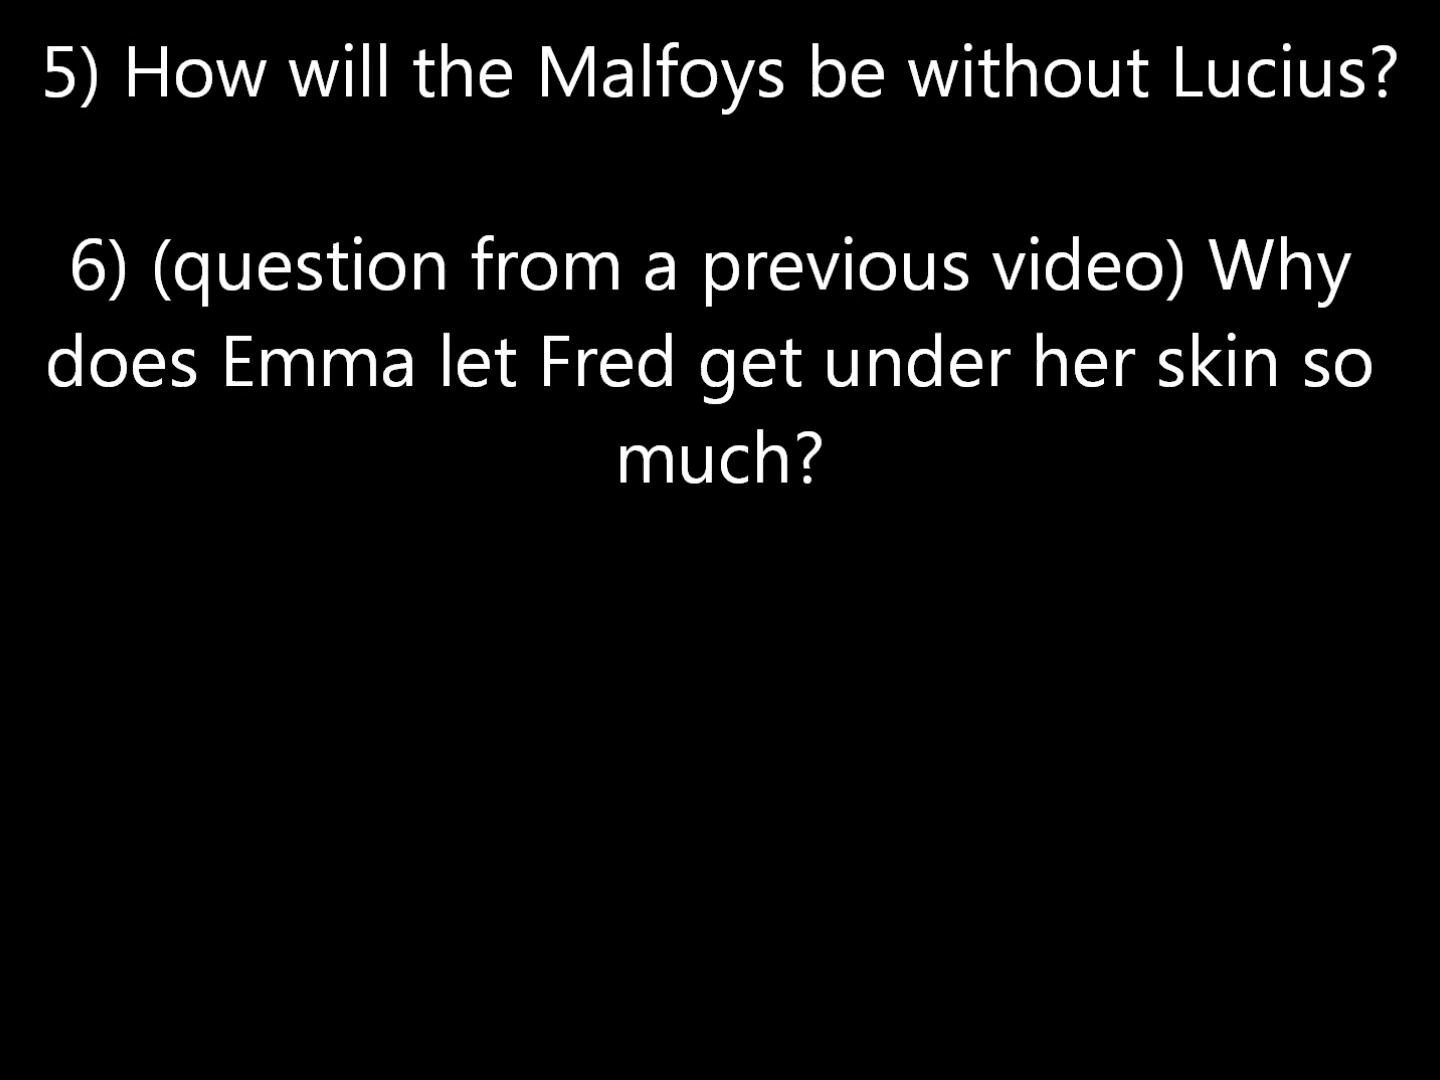 5) How will the Malfoys be without Lucius?
6) (question from a previous video) Why
does Emma let Fred get under her skin so
much?